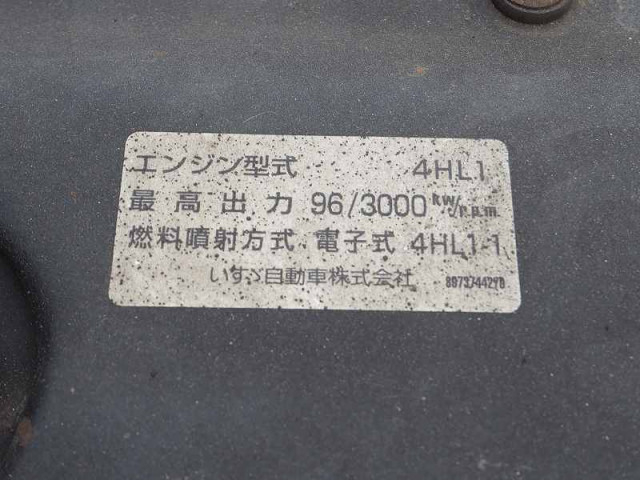 エンジン型式 4HL1
最高出力 96/3000 kW/r.p.m.
燃料噴射方式 電子式 4HL1-1
いすゞ自動車株式会社